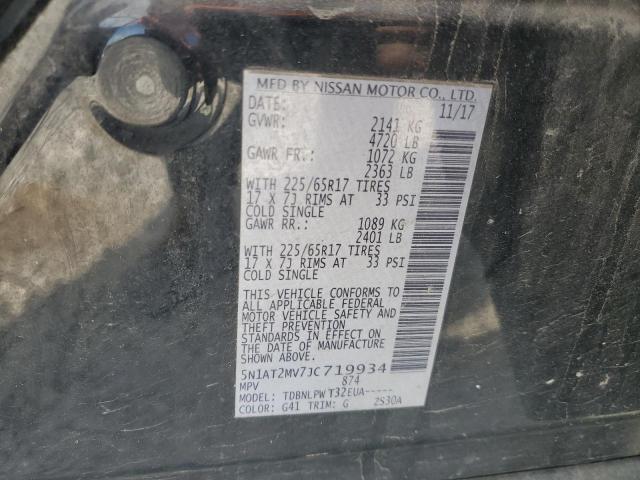 MFD BY NISSAN MOTOR CO., LTD.
DATE: 11/17
GVWR: 2141 KG
4720 LB
GAWR FR.: 1072 KG
2363 LB
WITH 225/65R17 TIRES
17 X 7J RIMS AT 33 PSI
COLD SINGLE
GAWR RR.: 1089 KG
2401 LB
WITH 225/65R17 TIRES
17 X 7J RIMS AT 33 PSI
COLD SINGLE
THIS VEHICLE CONFORMS TO
ALL APPLICABLE FEDERAL
MOTOR VEHICLE SAFETY AND
THEFT PREVENTION
STANDARDS IN EFFECT ON
THE DATE OF MANUFACTURE
SHOWN ABOVE.
5N1AT2MV7JC719934
MPV 874
MODEL: TDBNLPW T32EUA-----
COLOR: G41 TRIM: G 2S30A